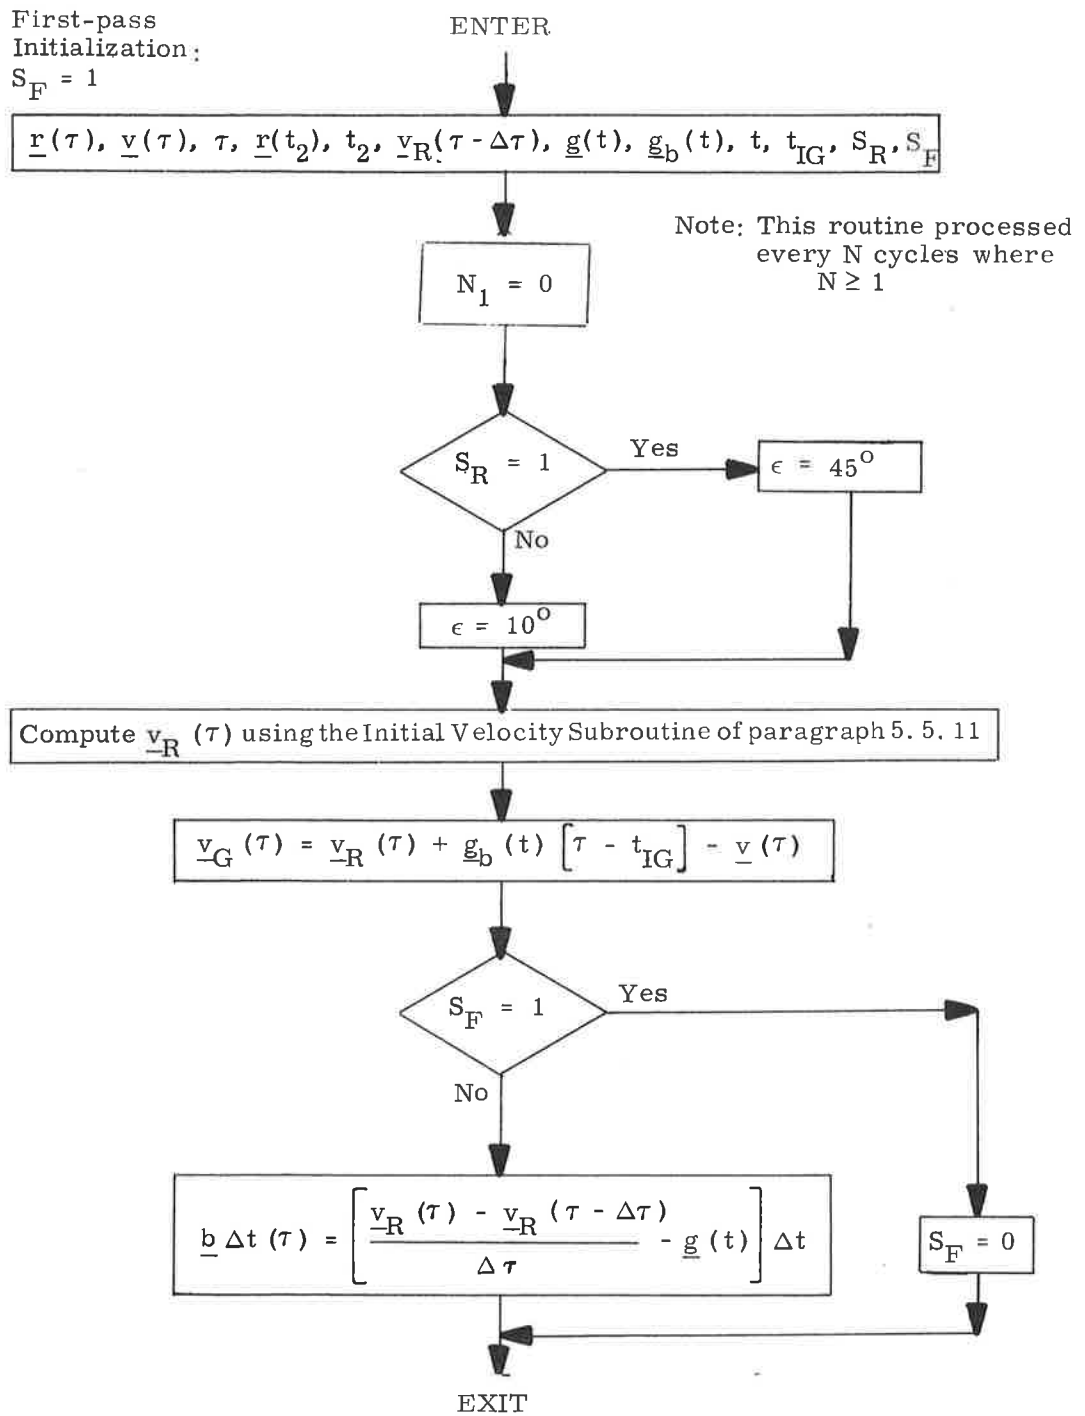 First-pass
Initialization:
S_F = 1
ENTER
r(τ), v(τ), τ, r(t_2), t_2, v_R(τ - Δτ), g(t), g_b(t), t, t_IG, S_R, S_F
Note: This routine processed
every N cycles where
N ≥ 1
N_1 = 0
S_R = 1
Yes
ϵ = 45°
No
ϵ = 10°
Compute v_R (τ) using the Initial Velocity Subroutine of paragraph 5. 5. 11
v_G (τ) = v_R (τ) + g_b (t) [τ - t_IG] - v (τ)
S_F = 1
Yes
No
b Δt (τ) = [ (v_R (τ) - v_R (τ - Δτ)) / Δτ - g (t) ] Δt
S_F = 0
EXIT